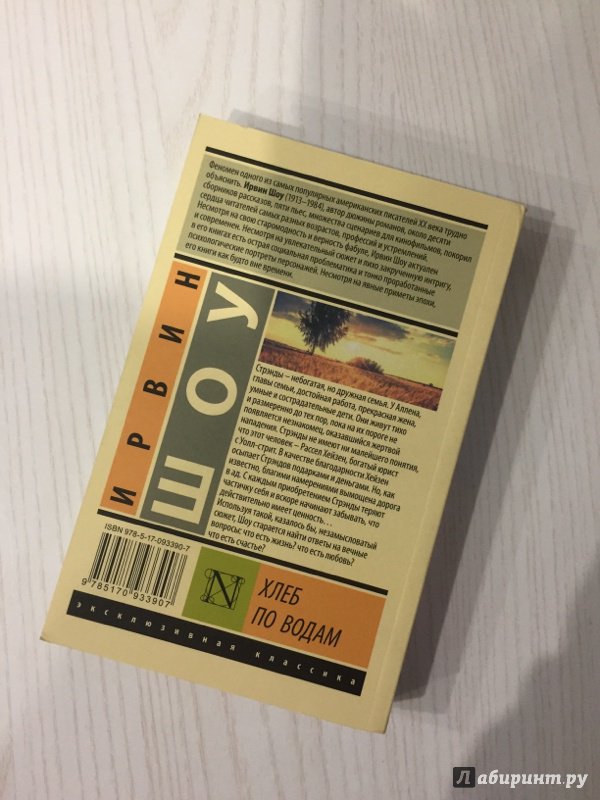 Феномен одного из самых популярных американских писателей XX века трудно
объяснить. Ирвин Шоу (1913–1984), автор дюжины романов, около десяти
сборников рассказов, пяти пьес, множества сценариев для кинофильмов, покорил
сердца читателей самых разных возрастов, профессий и устремлений.
Несмотря на свою старомодность и верность фабуле, Ирвин Шоу актуален
и современен. Несмотря на увлекательный сюжет и лихо закрученную интригу,
в его книгах есть острая социальная проблематика и тонко проработанные
психологические портреты персонажей. Несмотря на явные приметы эпохи,
его книги как будто вне времени.
ИРВИН
ШОУ
Стрэнды – небогатая, но дружная семья. У Аллена,
главы семьи, достойная работа, прекрасная жена,
умные и сострадательные дети. Они живут тихо
и размеренно до тех пор, пока на их пороге не
появляется незнакомец, оказавшийся жертвой
нападения. Стрэнды не имеют ни малейшего понятия,
что этот человек – Рассел Хейзен, богатый юрист
с Уолл-стрит. В качестве благодарности Хейзен
осыпает Стрэндов подарками и деньгами. Но, как
известно, благими намерениями вымощена дорога
в ад. С каждым приобретением Стрэнды теряют
частичку себя и вскоре начинают забывать, что
действительно имеет ценность...
Используя такой, казалось бы, незамысловатый
сюжет, Шоу старается найти ответы на вечные
вопросы: что есть жизнь? что есть любовь?
что есть счастье?
ISBN 978-5-17-093390-7
9 785170 933907
N
ХЛЕБ
ПО ВОДАМ
эксклюзивная классика
Лабиринт.ру